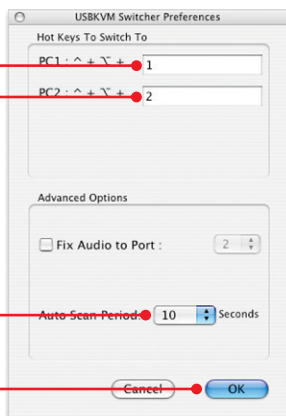 USBKVM Switcher Preferences
Hot Keys To Switch To
PC1 : ^ + ⌥ + 1
PC2 : ^ + ⌥ + 2
Advanced Options
Fix Audio to Port : 2
Auto Scan Period: 10 Seconds
Cancel OK